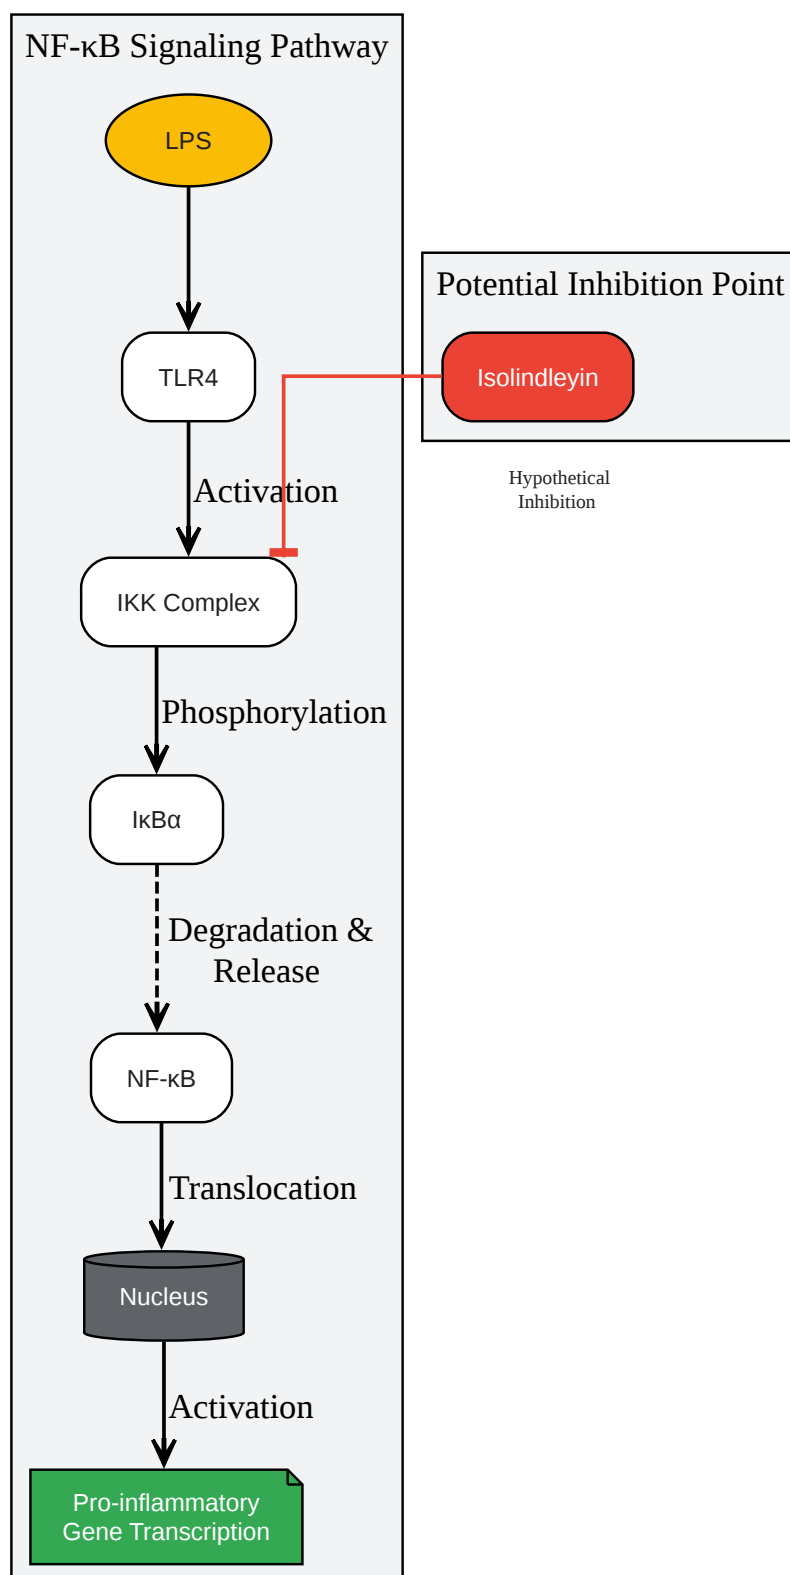 NF-κB Signaling Pathway
LPS
Potential Inhibition Point
TLR4
Isolindleyin
Hypothetical
Inhibition
Activation
IKK Complex
Phosphorylation
IκBα
Degradation &
Release
NF-κB
Translocation
Nucleus
Activation
Pro-inflammatory
Gene Transcription